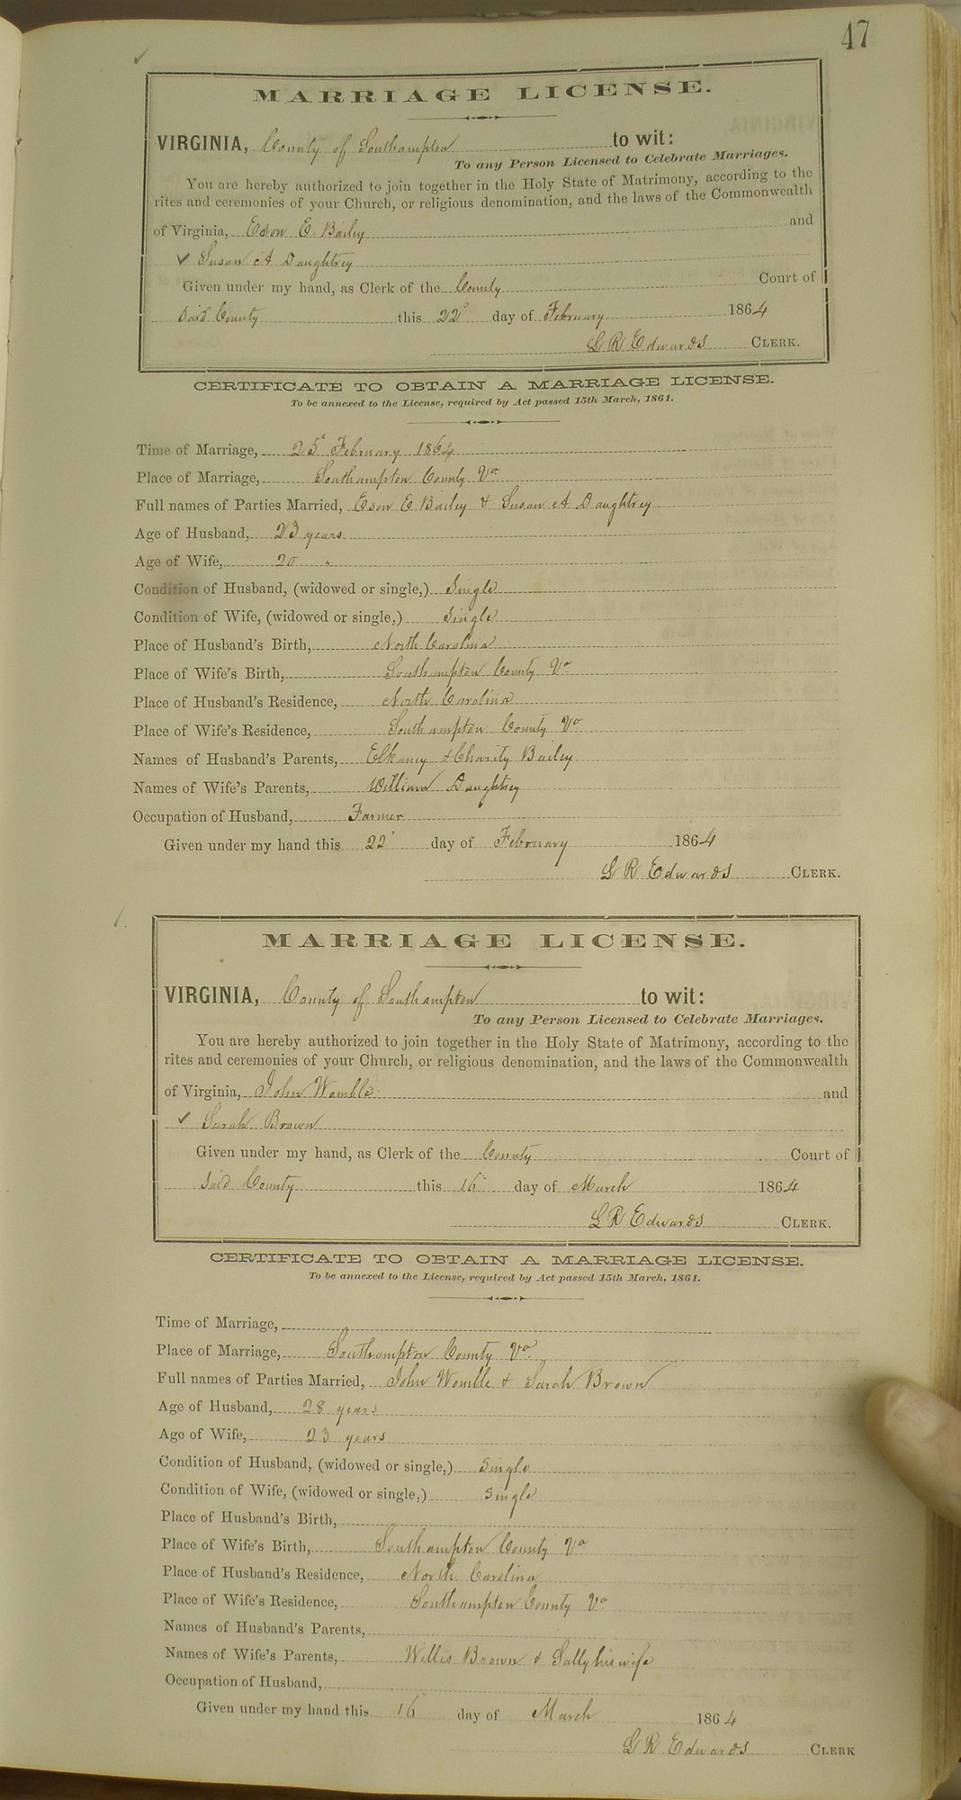 47
MARRIAGE LICENSE.
VIRGINIA, County of Southampton to wit:
To any Person Licensed to Celebrate Marriages.
You are hereby authorized to join together in the Holy State of Matrimony, according to the
rites and ceremonies of your Church, or religious denomination, and the laws of the Commonwealth
of Virginia, Eson E. Bailey and
✓ Susan A Daughtrey
Given under my hand, as Clerk of the County Court of
said County this 22d day of February 1864
L R Edwards CLERK.
CERTIFICATE TO OBTAIN A MARRIAGE LICENSE.
To be annexed to the License, required by Act passed 15th March, 1861.
Time of Marriage, 25 February 1864
Place of Marriage, Southampton County Va
Full names of Parties Married, Eson E Bailey & Susan A Daughtrey
Age of Husband, 23 years
Age of Wife, 20 "
Condition of Husband, (widowed or single,) Single
Condition of Wife, (widowed or single,) Single
Place of Husband's Birth, North Carolina
Place of Wife's Birth, Southampton County Va
Place of Husband's Residence, North Carolina
Place of Wife's Residence, Southampton County Va
Names of Husband's Parents, Elkaney & Charity Bailey
Names of Wife's Parents, William Daughtrey
Occupation of Husband, Farmer
Given under my hand this 22 day of February 1864
L R Edwards CLERK.
MARRIAGE LICENSE.
VIRGINIA, County of Southampton to wit:
To any Person Licensed to Celebrate Marriages.
You are hereby authorized to join together in the Holy State of Matrimony, according to the
rites and ceremonies of your Church, or religious denomination, and the laws of the Commonwealth
of Virginia, John Womble and
✓ Sarah Brown
Given under my hand, as Clerk of the County Court of
said County this 16 day of March 1864
L R Edwards CLERK.
CERTIFICATE TO OBTAIN A MARRIAGE LICENSE.
To be annexed to the License, required by Act passed 15th March, 1861.
Time of Marriage,
Place of Marriage, Southampton County Va.
Full names of Parties Married, John Womble & Sarah Brown
Age of Husband, 28 years
Age of Wife, 23 years
Condition of Husband, (widowed or single,) Single
Condition of Wife, (widowed or single,) Single
Place of Husband's Birth,
Place of Wife's Birth, Southampton County Va
Place of Husband's Residence, North Carolina
Place of Wife's Residence, Southampton County Va
Names of Husband's Parents,
Names of Wife's Parents, Willis Brown & Sally his wife
Occupation of Husband,
Given under my hand this 16 day of March 1864
L R Edwards CLERK